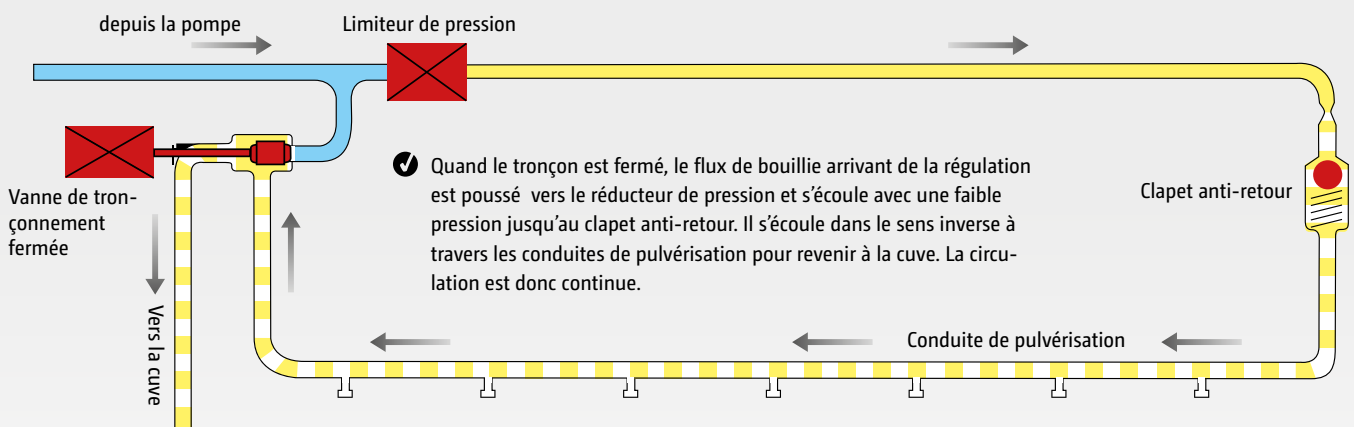 depuis la pompe
Limiteur de pression
Vanne de tron-
çonnement
fermée
Quand le tronçon est fermé, le flux de bouillie arrivant de la régulation
est poussé vers le réducteur de pression et s’écoule avec une faible
pression jusqu’au clapet anti-retour. Il s’écoule dans le sens inverse à
travers les conduites de pulvérisation pour revenir à la cuve. La circu-
lation est donc continue.
Clapet anti-retour
Vers la cuve
Conduite de pulvérisation